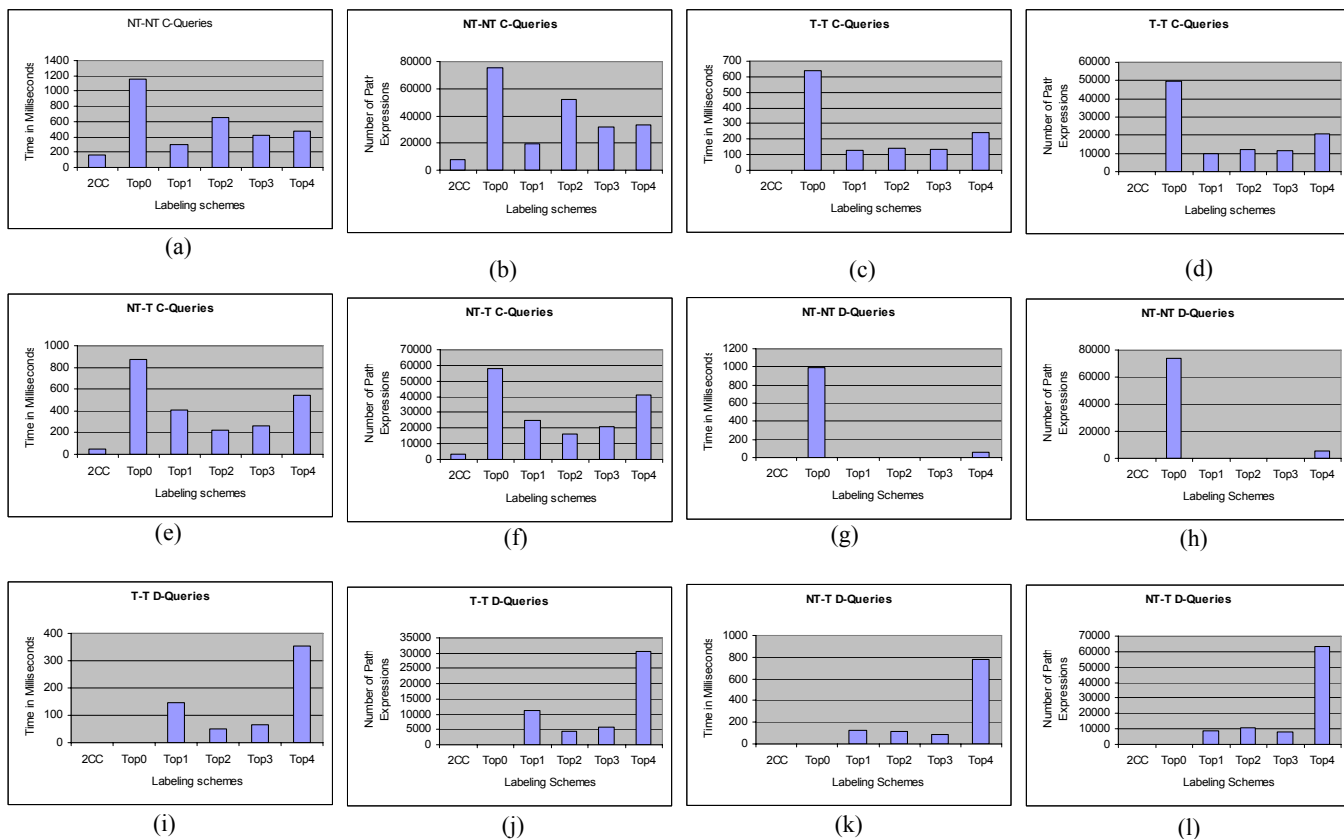 NT-NT C-Queries
Time in Milliseconds
1400
1200
1000
800
600
400
200
0
2CC Top0 Top1 Top2 Top3 Top4
Labeling schemes
(a)
NT-NT C-Queries
Number of Path
Expressions
80000
60000
40000
20000
0
2CC Top0 Top1 Top2 Top3 Top4
Labeling schemes
(b)
T-T C-Queries
Time in Milliseconds
700
600
500
400
300
200
100
0
2CC Top0 Top1 Top2 Top3 Top4
Labeling schemes
(c)
T-T C-Queries
Number of Path
Expressions
60000
50000
40000
30000
20000
10000
0
2CC Top0 Top1 Top2 Top3 Top4
Labeling schemes
(d)
NT-T C-Queries
Time in Milliseconds
1000
800
600
400
200
0
2CC Top0 Top1 Top2 Top3 Top4
Labeling schemes
(e)
NT-T C-Queries
Number of Path
Expressions
70000
60000
50000
40000
30000
20000
10000
0
2CC Top0 Top1 Top2 Top3 Top4
Labeling schemes
(f)
NT-NT D-Queries
Time in Milliseconds
1200
1000
800
600
400
200
0
2CC Top0 Top1 Top2 Top3 Top4
Labeling Schemes
(g)
NT-NT D-Queries
Number of Path
Expressions
80000
60000
40000
20000
0
2CC Top0 Top1 Top2 Top3 Top4
Labeling Schemes
(h)
T-T D-Queries
Time in Milliseconds
400
300
200
100
0
2CC Top0 Top1 Top2 Top3 Top4
Labeling schemes
(i)
T-T D-Queries
Number of Path
Expressions
35000
30000
25000
20000
15000
10000
5000
0
2CC Top0 Top1 Top2 Top3 Top4
Labeling schemes
(j)
NT-T D-Queries
Time in Milliseconds
1000
800
600
400
200
0
2CC Top0 Top1 Top2 Top3 Top4
Labeling schemes
(k)
NT-T D-Queries
Number of Path
Expressions
70000
60000
50000
40000
30000
20000
10000
0
2CC Top0 Top1 Top2 Top3 Top4
Labeling schemes
(l)